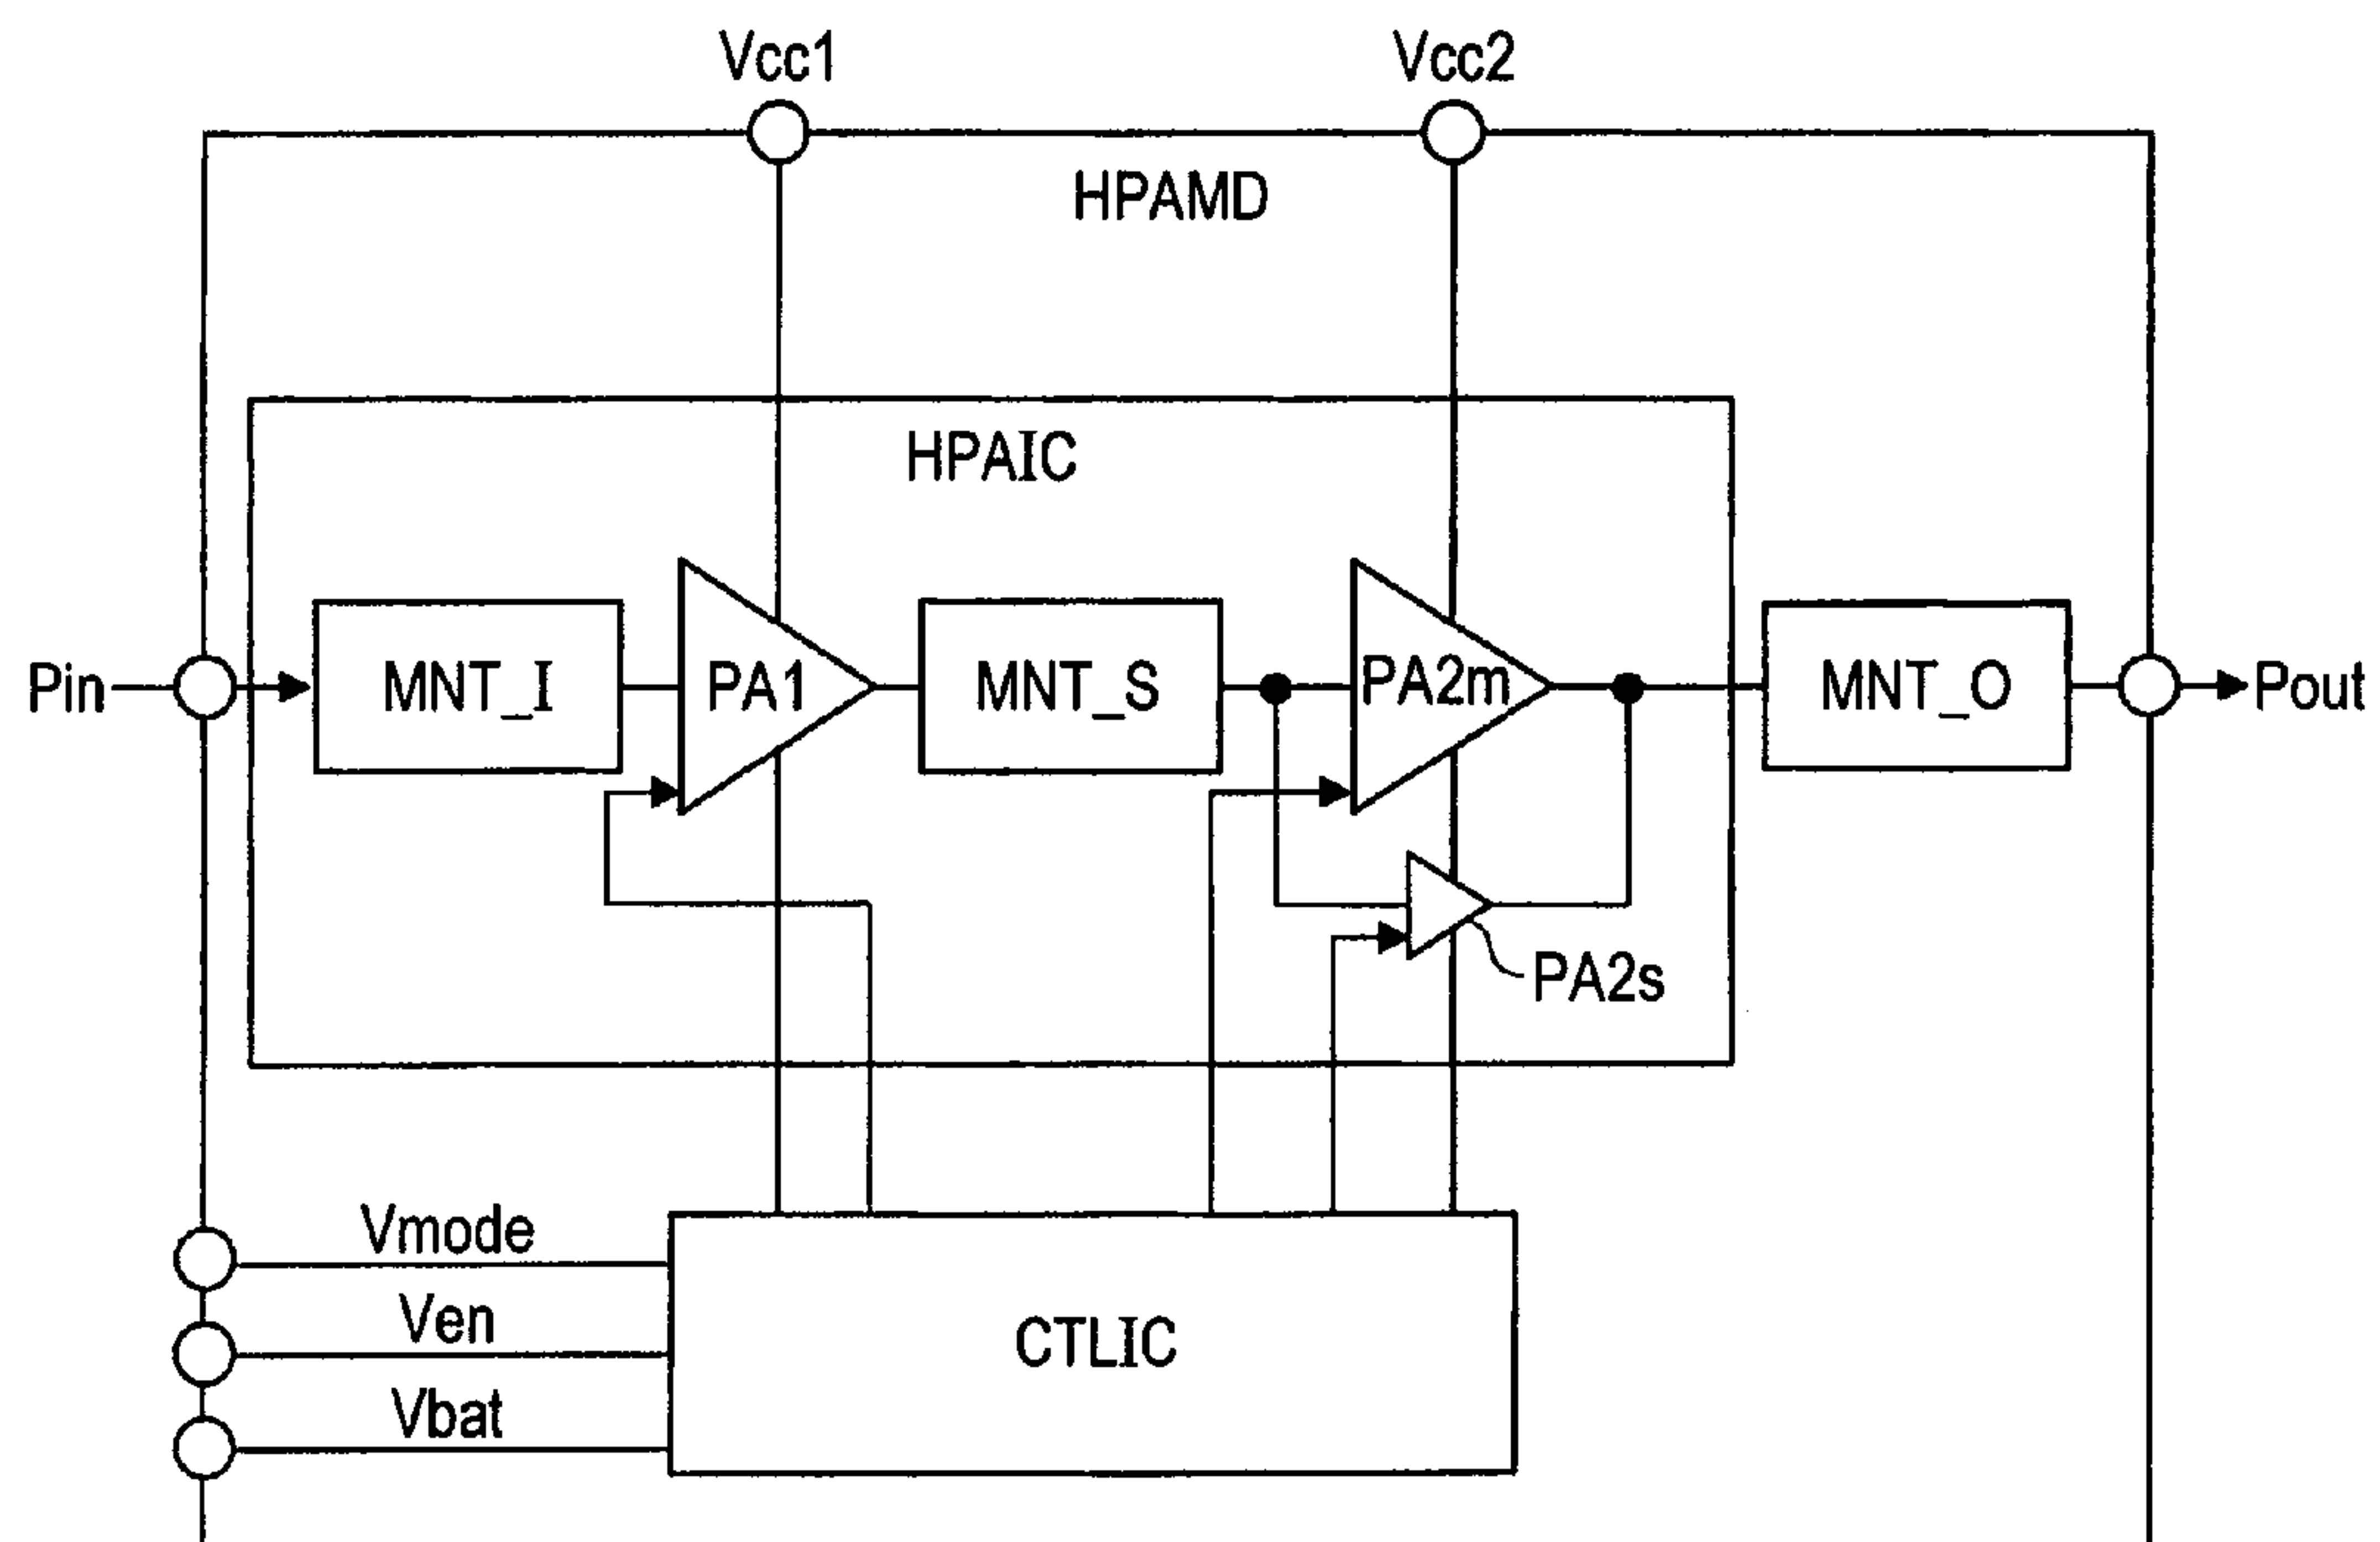 Vcc1
Vcc2
HPAMD
HPAIC
Pin
MNT_I
PA1
MNT_S
PA2m
MNT_O
Pout
PA2s
Vmode
Ven
Vbat
CTLIC